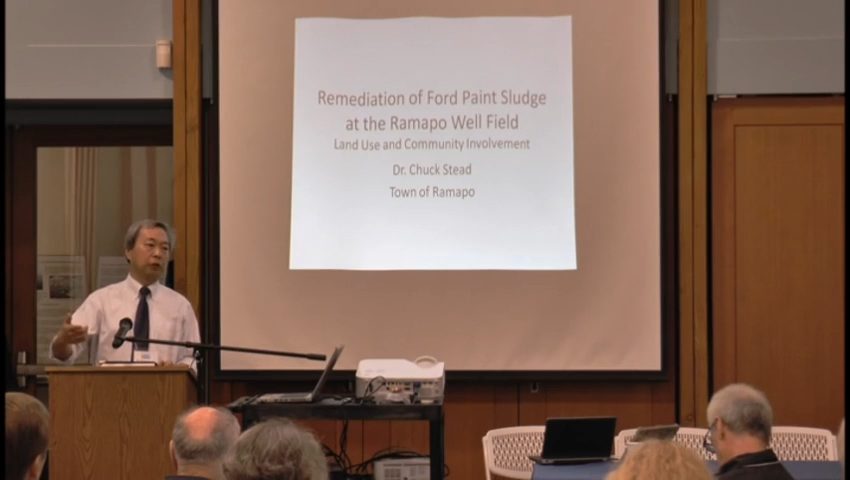 Remediation of Ford Paint Sludge
at the Ramapo Well Field
Land Use and Community Involvement
Dr. Chuck Stead
Town of Ramapo